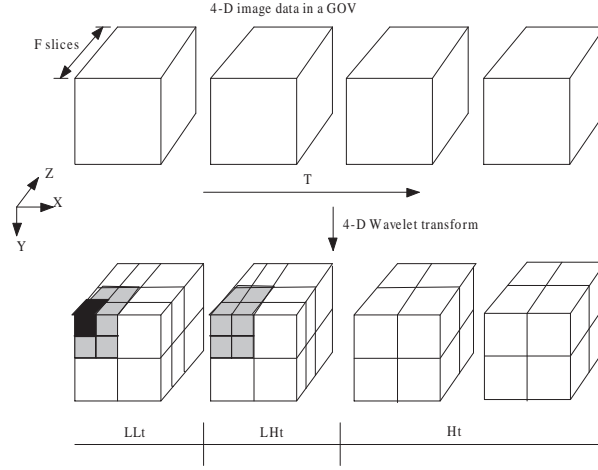 4-D image data in a GOV
F slices
Z
X
Y
T
4-D Wavelet transform
LLt
LHt
Ht